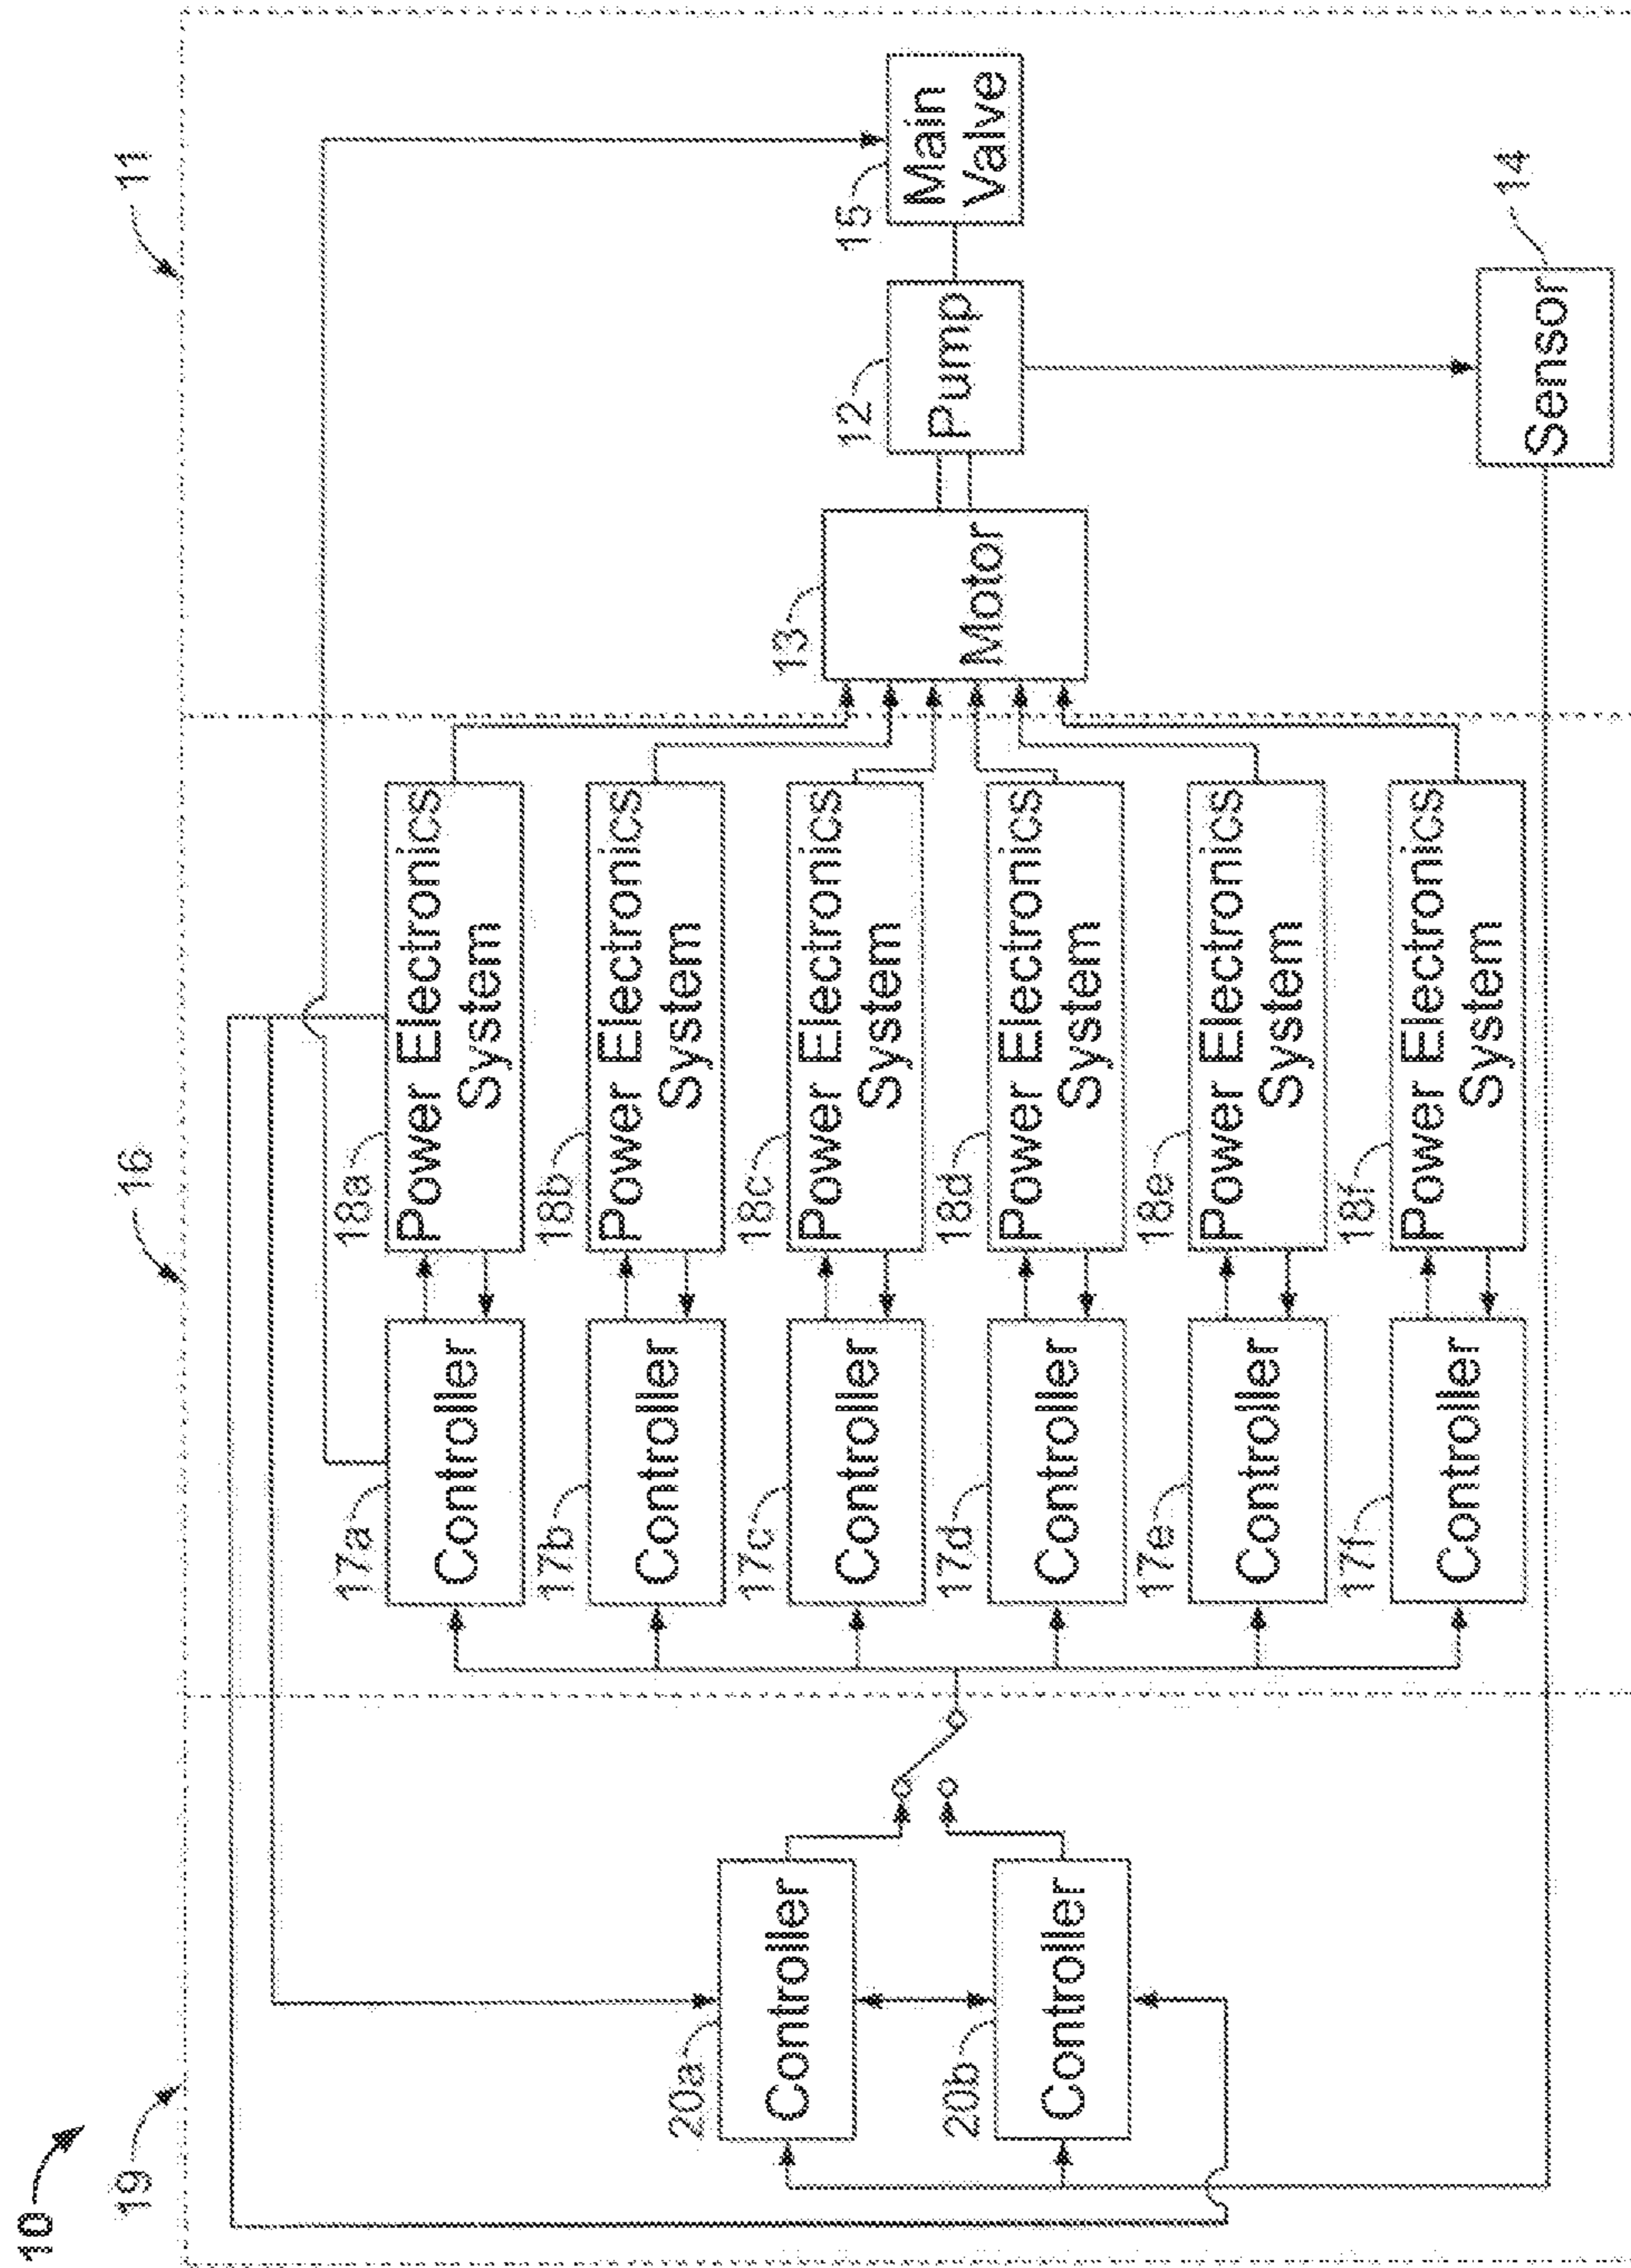 10
19
16
11
17a
Controller
18a
Power Electronics
System
17b
Controller
18b
Power Electronics
System
20a
Controller
17c
Controller
18c
Power Electronics
System
13
Motor
12
Pump
15
Main
Valve
20b
Controller
17d
Controller
18d
Power Electronics
System
17e
Controller
18e
Power Electronics
System
17f
Controller
18f
Power Electronics
System
14
Sensor